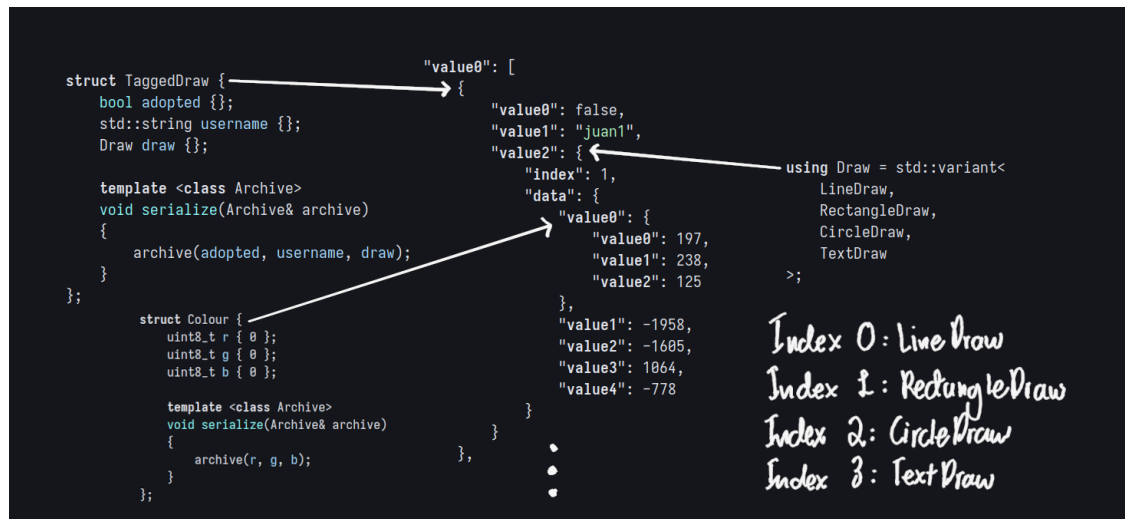 struct TaggedDraw {
bool adopted {};
std::string username {};
Draw draw {};
template <class Archive>
void serialize(Archive& archive)
{
archive(adopted, username, draw);
}
};
struct Colour {
uint8_t r { 0 };
uint8_t g { 0 };
uint8_t b { 0 };
template <class Archive>
void serialize(Archive& archive)
{
archive(r, g, b);
}
};
"value0": [
{
"value0": false,
"value1": "juan1",
"value2": {
"index": 1,
"data": {
"value0": {
"value0": 197,
"value1": 238,
"value2": 125
},
"value1": -1958,
"value2": -1605,
"value3": 1064,
"value4": -778
}
}
},
using Draw = std::variant<
LineDraw,
RectangleDraw,
CircleDraw,
TextDraw
>;
Index 0: LineDraw
Index 1: RectangleDraw
Index 2: CircleDraw
Index 3: TextDraw